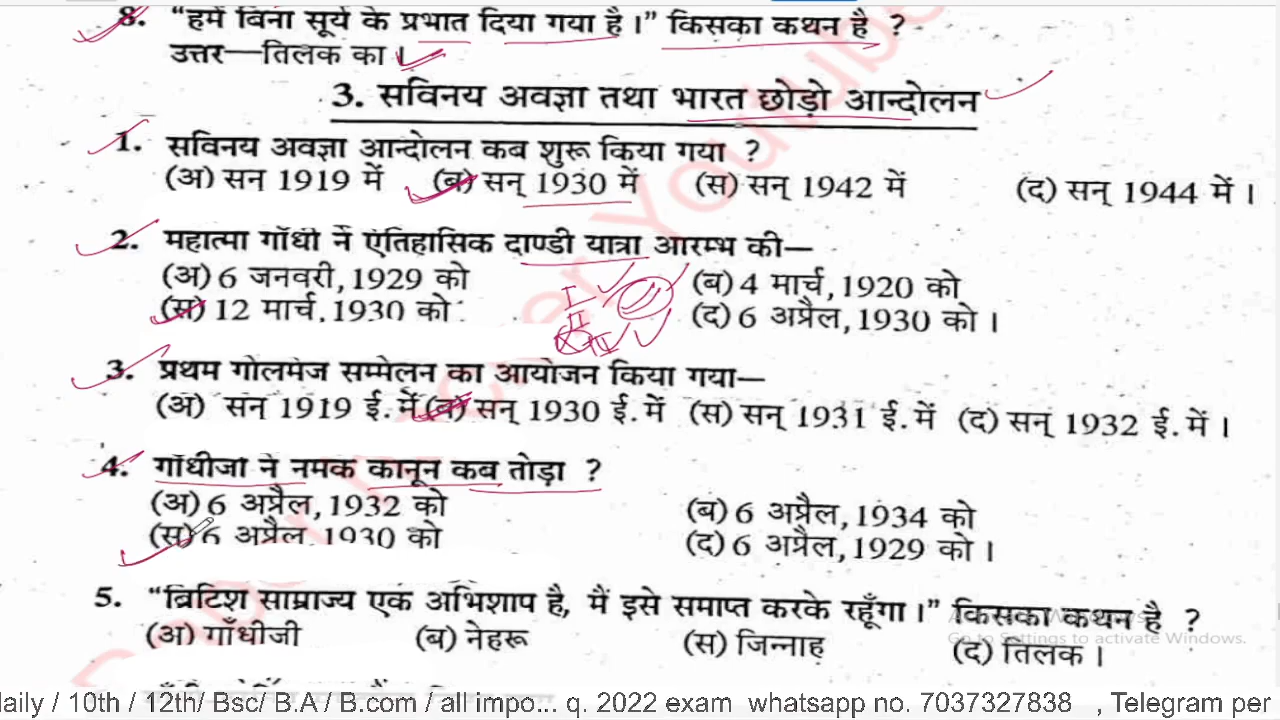 8. “हमें बिना सूर्य के प्रभात दिया गया है।” किसका कथन है ?
उत्तर—तिलक का।
3. सविनय अवज्ञा तथा भारत छोड़ो आन्दोलन
1. सविनय अवज्ञा आन्दोलन कब शुरू किया गया ?
(अ) सन 1919 में (ब) सन् 1930 में (स) सन् 1942 में (द) सन् 1944 में।
2. महात्मा गाँधी ने ऐतिहासिक दाण्डी यात्रा आरम्भ की—
(अ) 6 जनवरी, 1929 को (ब) 4 मार्च, 1920 को
(स) 12 मार्च, 1930 को (द) 6 अप्रैल, 1930 को।
3. प्रथम गोलमेज सम्मेलन का आयोजन किया गया—
(अ) सन 1919 ई. में (ब) सन् 1930 ई. में (स) सन् 1931 ई. में (द) सन् 1932 ई. में।
4. गाँधीजी ने नमक कानून कब तोड़ा ?
(अ) 6 अप्रैल, 1932 को (ब) 6 अप्रैल, 1934 को
(स) 6 अप्रैल, 1930 को (द) 6 अप्रैल, 1929 को।
5. “ब्रिटिश साम्राज्य एक अभिशाप है, मैं इसे समाप्त करके रहूँगा।” किसका कथन है ?
(अ) गाँधीजी (ब) नेहरू (स) जिन्नाह (द) तिलक।
Go to Settings to activate Windows.
daily / 10th / 12th/ Bsc/ B.A / B.com / all impo... q. 2022 exam whatsapp no. 7037327838 , Telegram per